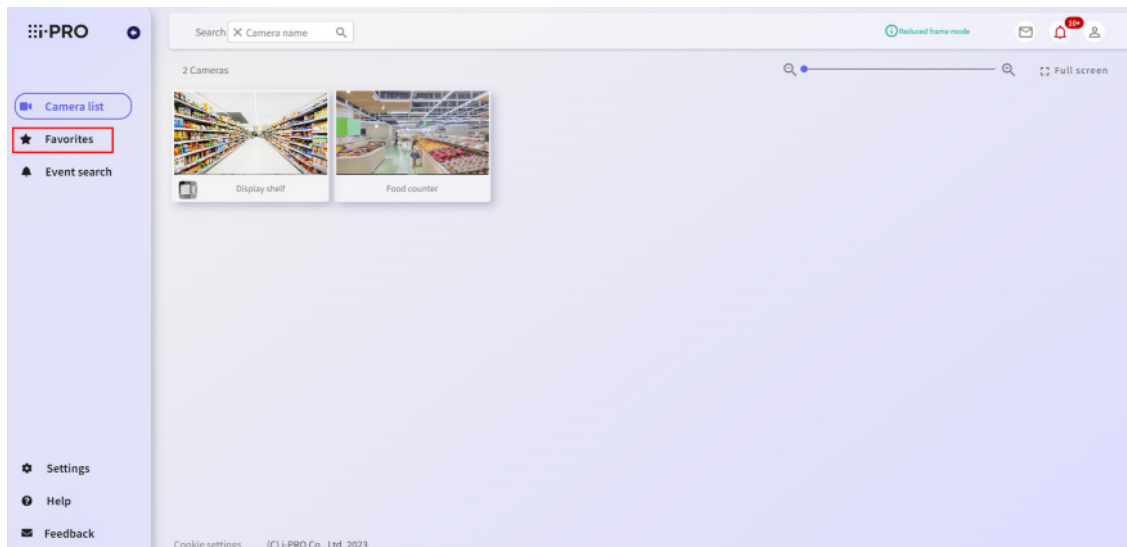 i-PRO
Search Camera name
Reduced frame mode
10+
2 Cameras
Full screen
Camera list
Favorites
Event search
Display shelf
Food counter
Settings
Help
Feedback
Cookie settings (C) i-PRO Co., Ltd. 2023